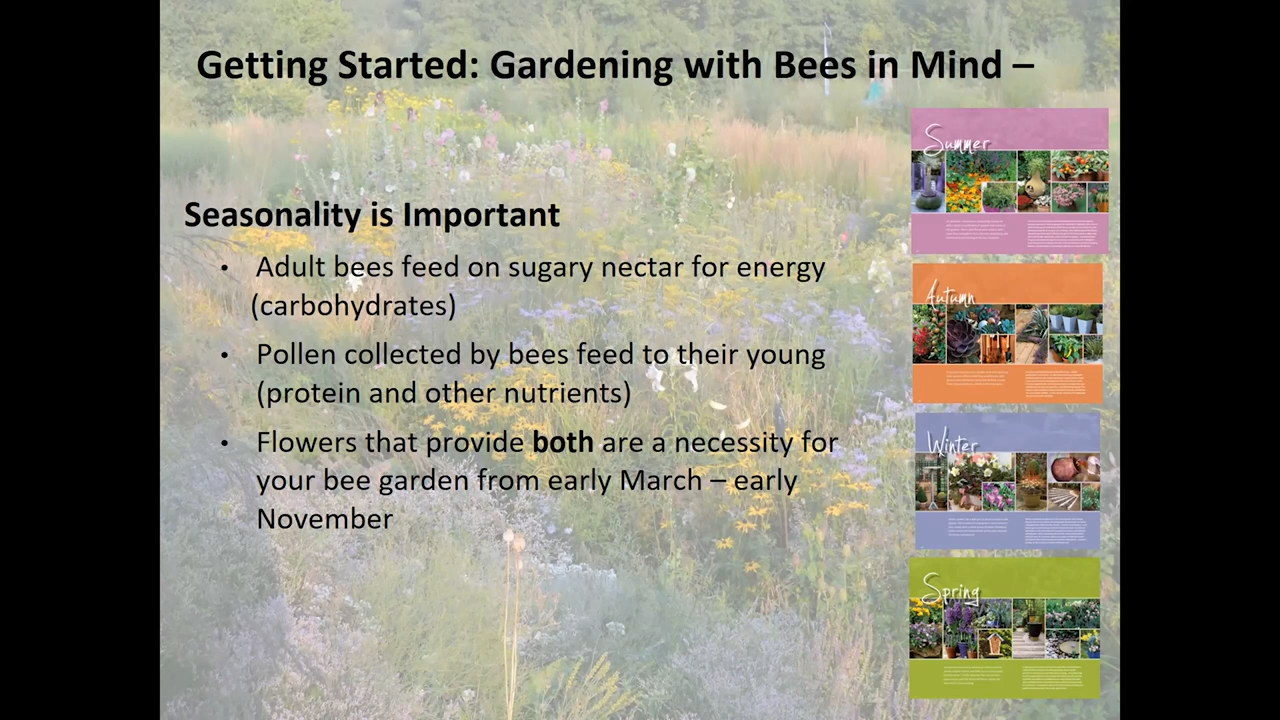 Getting Started: Gardening with Bees in Mind –
Seasonality is Important
• Adult bees feed on sugary nectar for energy
(carbohydrates)
• Pollen collected by bees feed to their young
(protein and other nutrients)
• Flowers that provide both are a necessity for
your bee garden from early March – early
November
Summer
Autumn
Winter
Spring